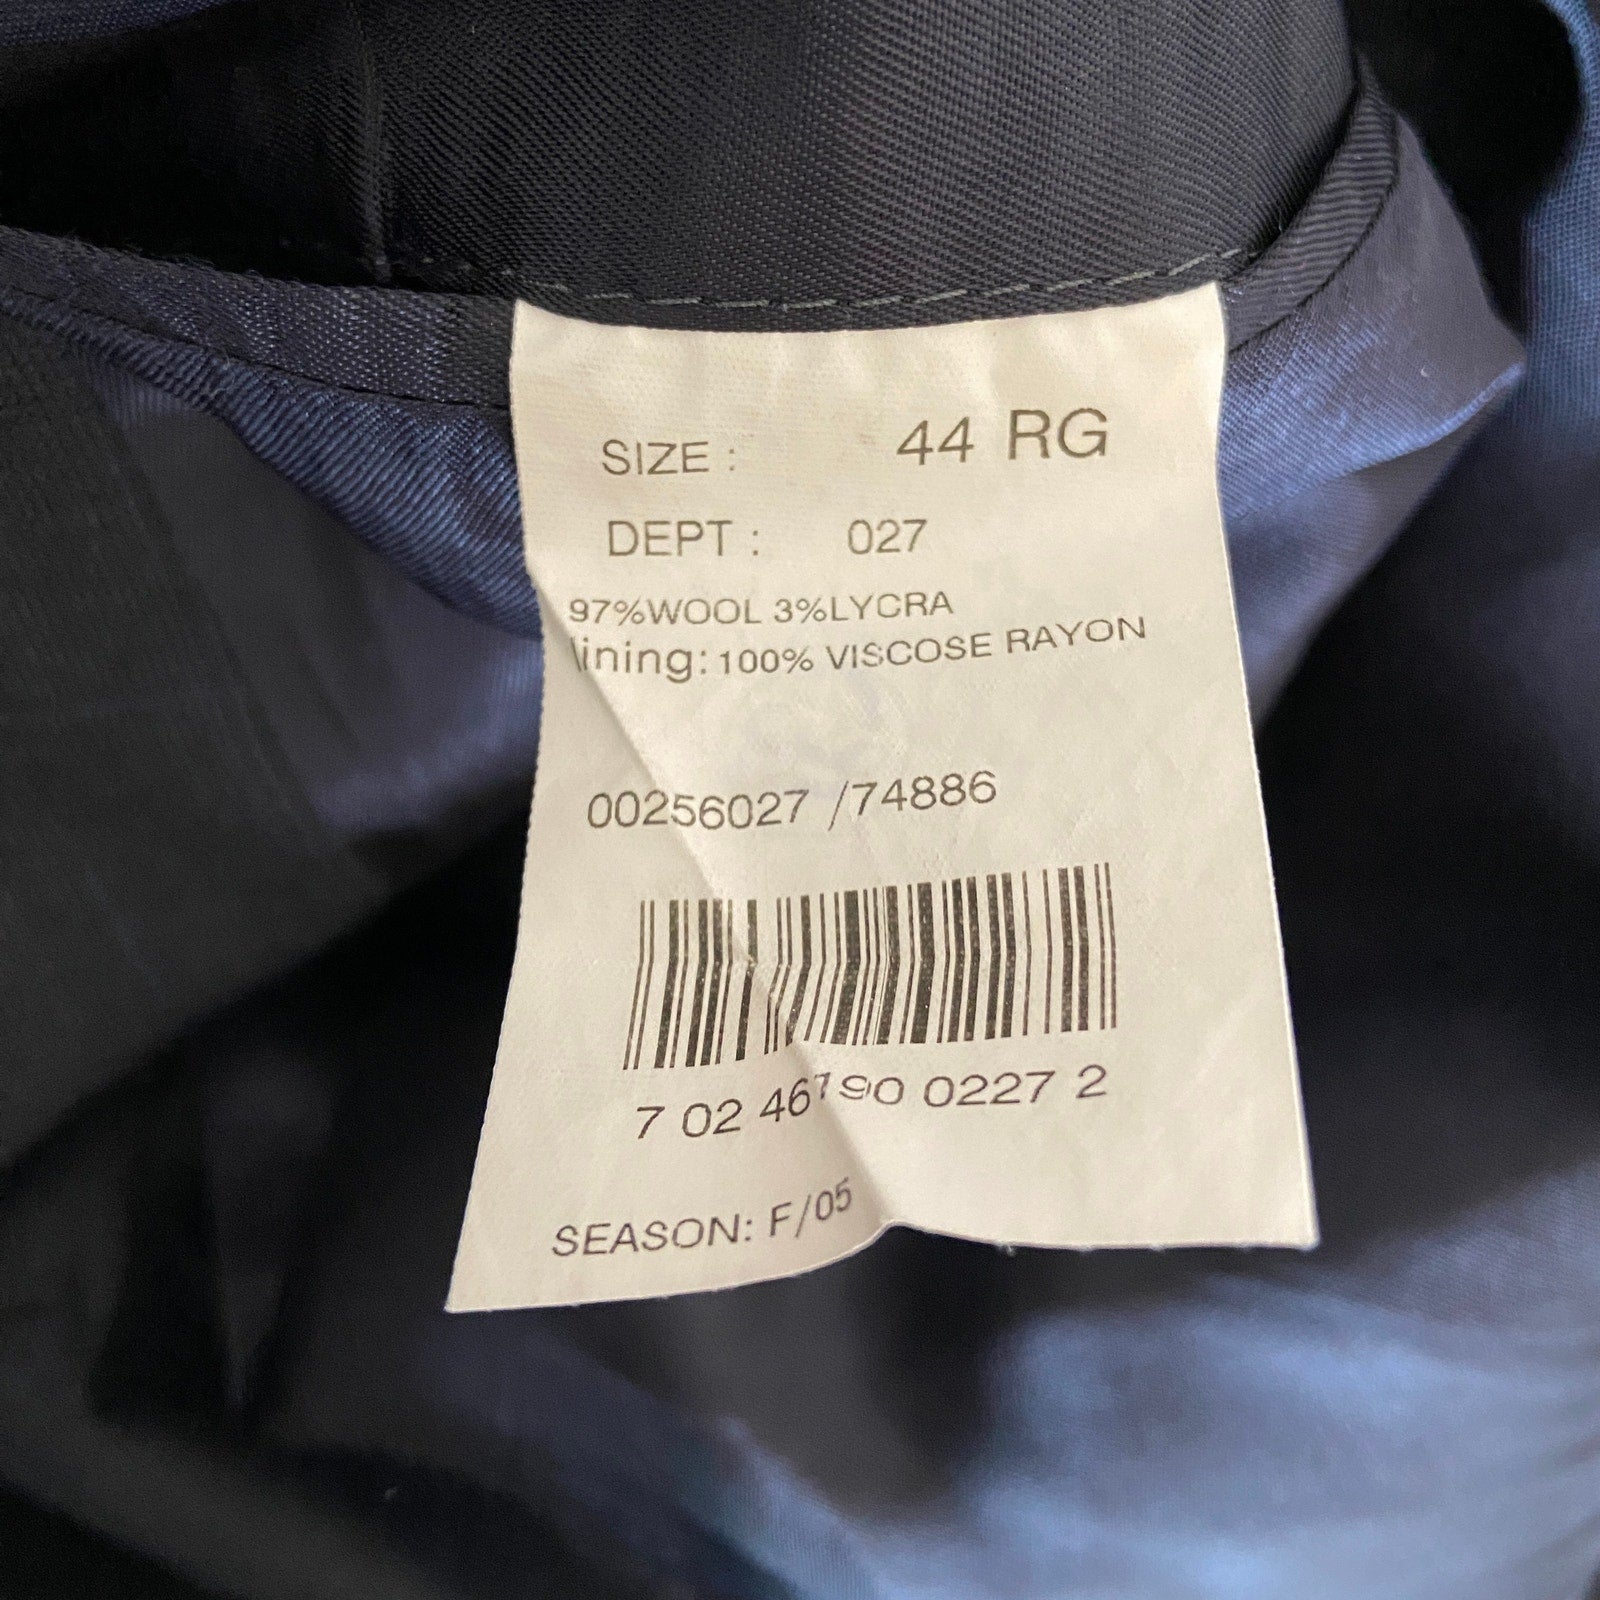 SIZE : 44 RG
DEPT : 027
97%WOOL 3%LYCRA
lining: 100% VISCOSE RAYON
00256027 /74886
7 02 46790 0227 2
SEASON: F/05